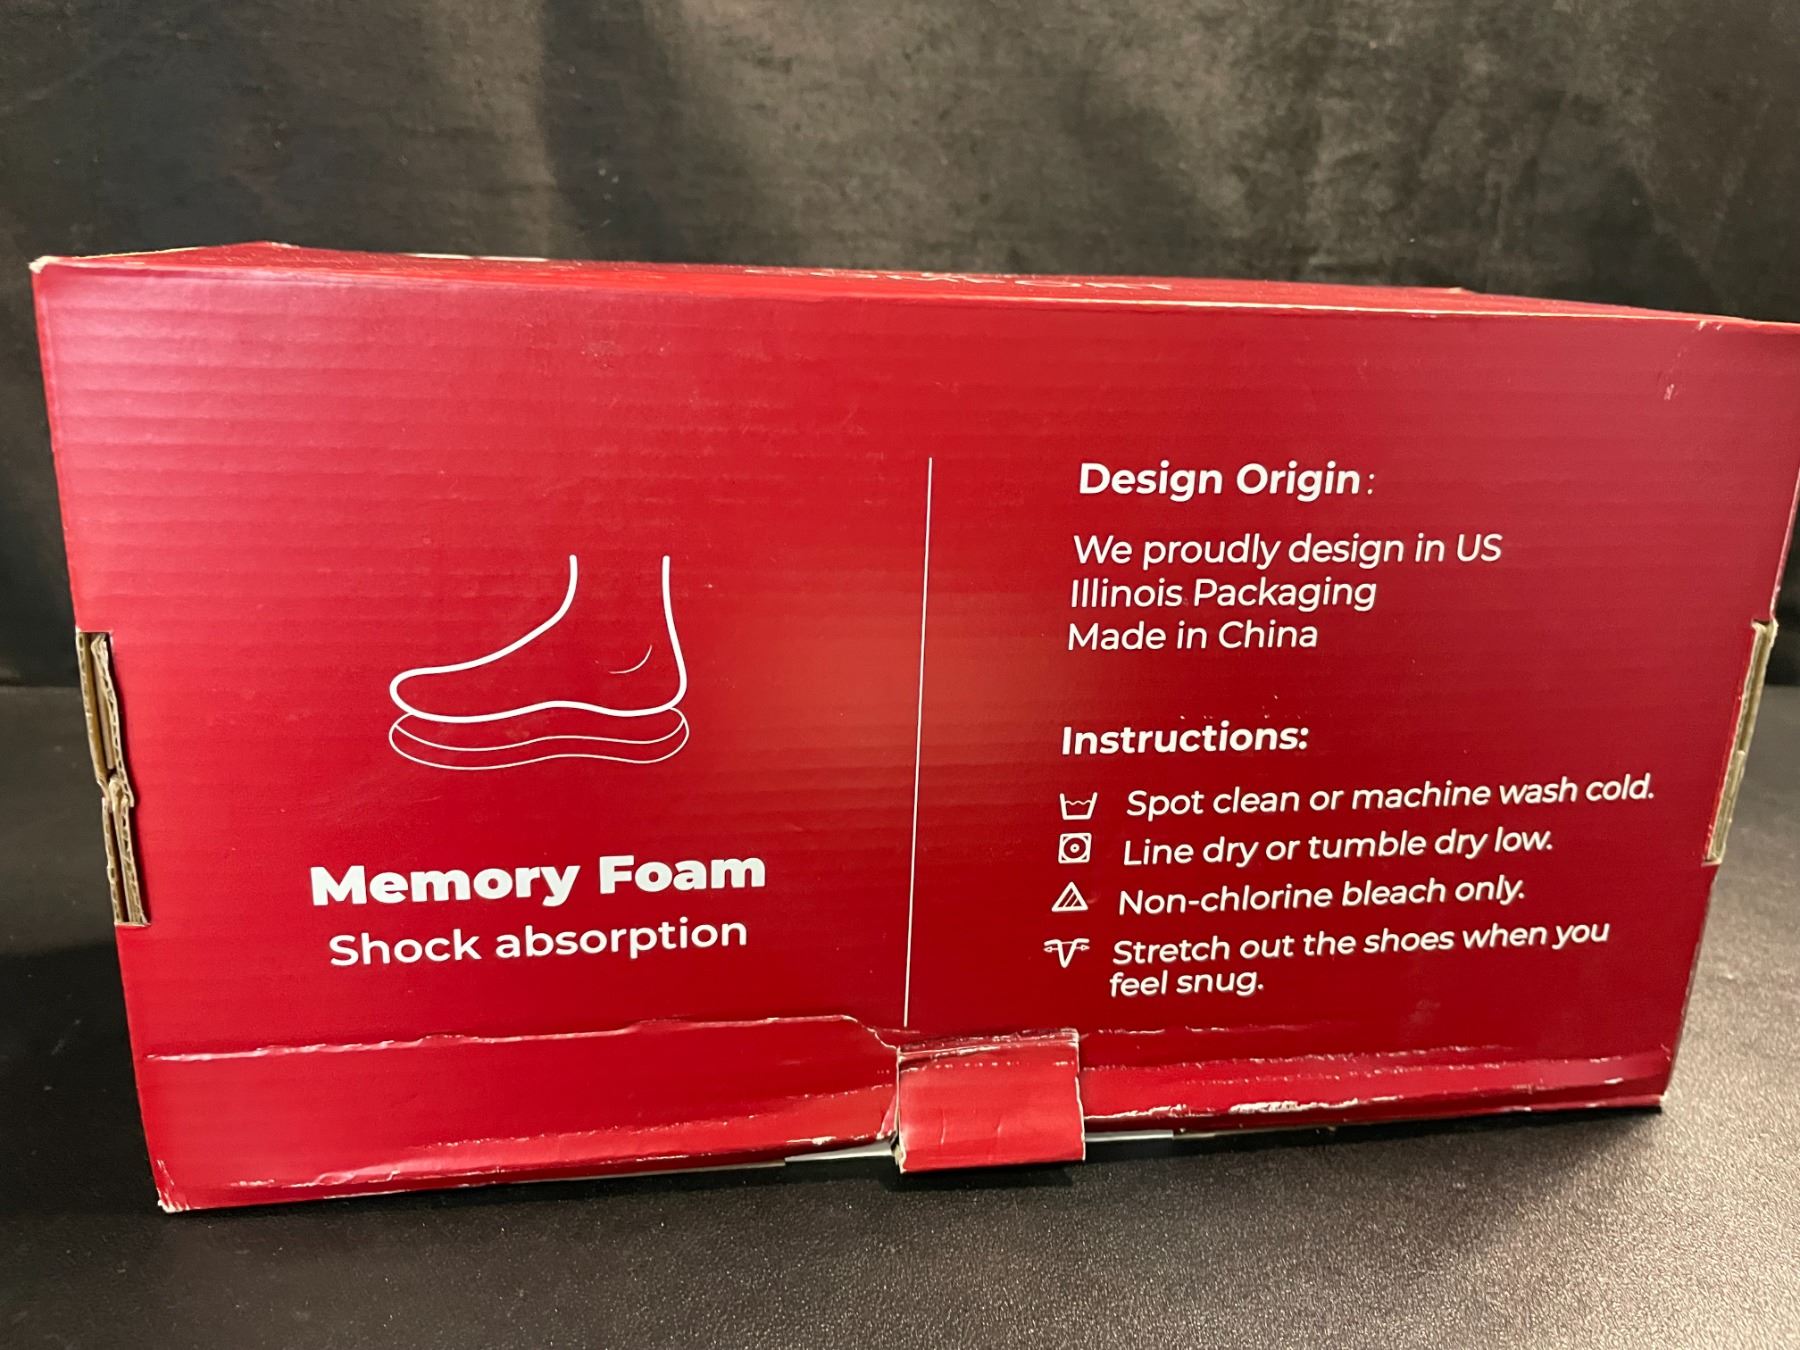 Memory Foam
Shock absorption
Design Origin:
We proudly design in US
Illinois Packaging
Made in China
Instructions:
Spot clean or machine wash cold.
Line dry or tumble dry low.
Non-chlorine bleach only.
Stretch out the shoes when you
feel snug.